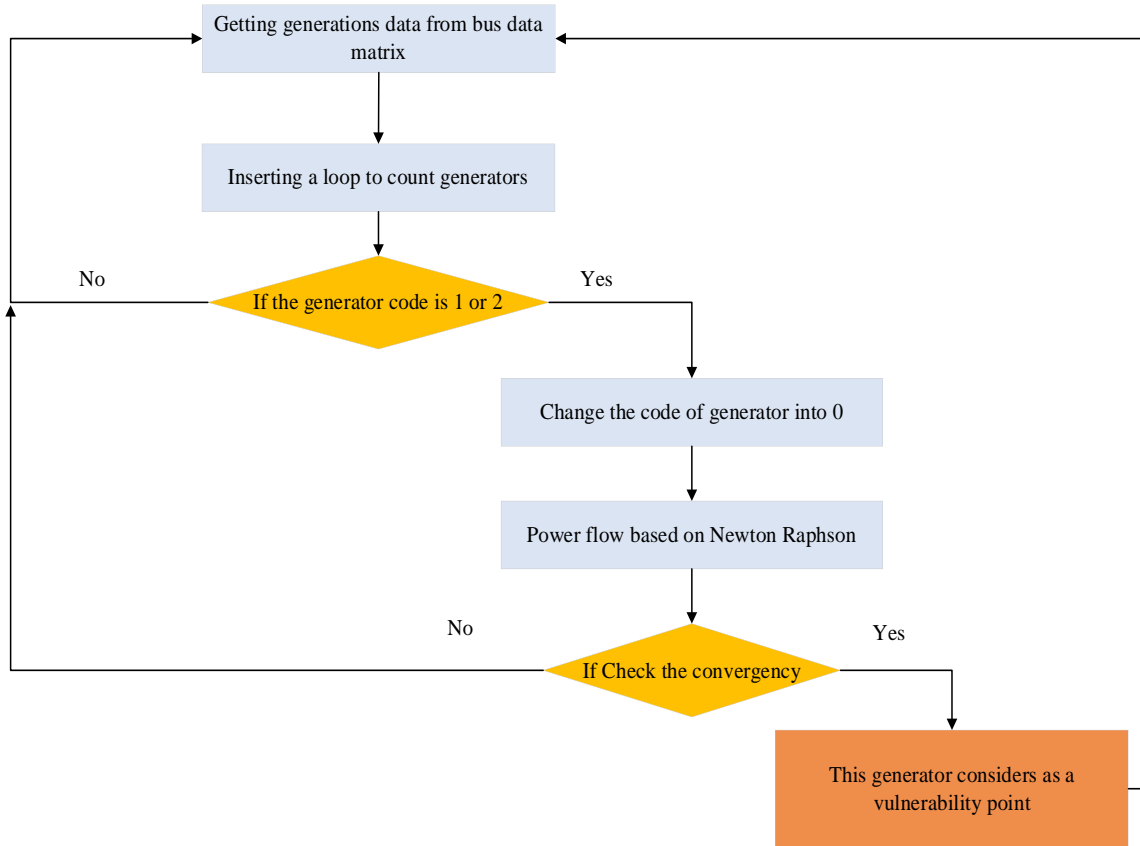 Getting generations data from bus data
matrix
Inserting a loop to count generators
No
Yes
If the generator code is 1 or 2
Change the code of generator into 0
Power flow based on Newton Raphson
No
Yes
If Check the convergency
This generator considers as a
vulnerability point